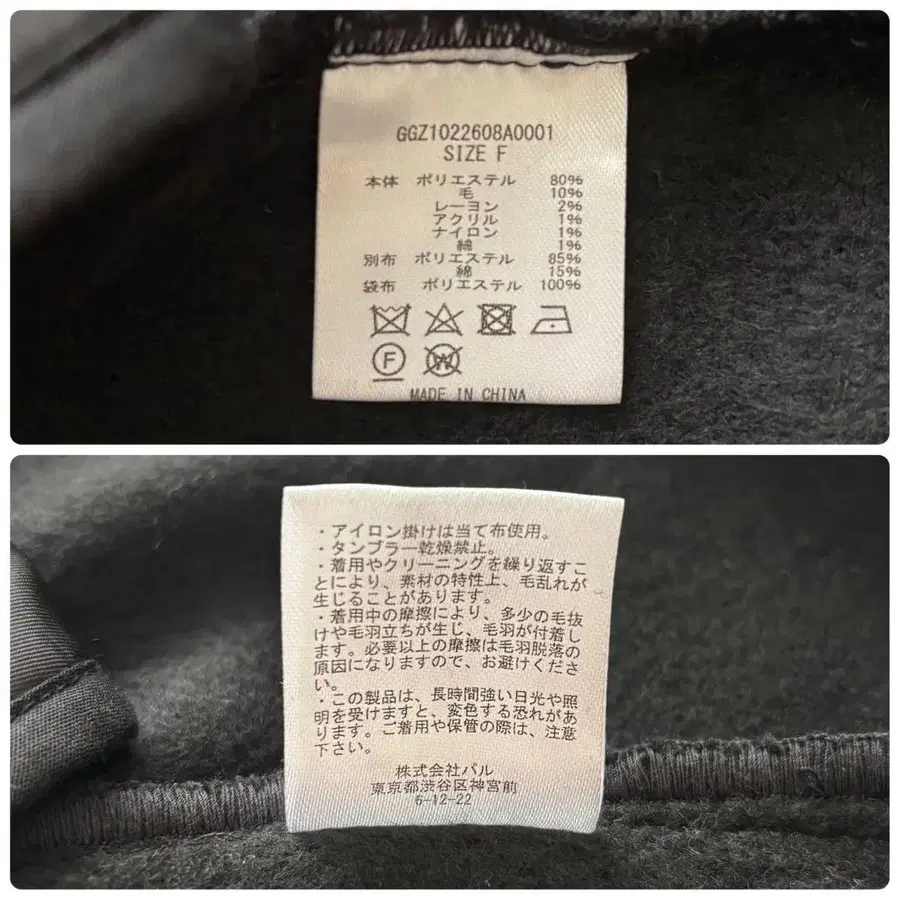 GGZ1022608A0001
SIZE F
本体 ポリエステル 80%
毛 10%
レーヨン 2%
アクリル 1%
ナイロン 1%
綿 1%
別布 ポリエステル 85%
綿 15%
袋布 ポリエステル 100%
F W
MADE IN CHINA
・アイロン掛けは当て布使用。
・タンブラー乾燥禁止。
・着用やクリーニングを繰り返すこ
とにより、素材の特性上、毛乱れが
生じることがあります。
・着用中の摩擦により、多少の毛抜
けや毛羽立ちが生じ、毛羽が付着し
ます。必要以上の摩擦は毛羽脱落の
原因になりますので、お避けくださ
い。
・この製品は、長時間強い日光や照
明を受けますと、変色する恐れがあ
ります。ご着用や保管の際は、注意
下さい。
株式会社パル
東京都渋谷区神宮前
6-12-22